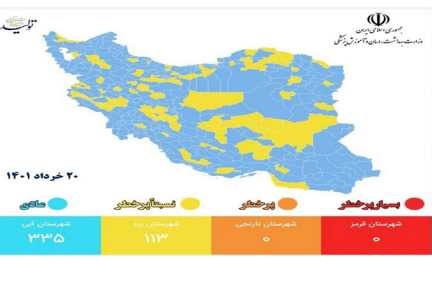 جمهوری اسلامی ایران
وزارت بهداشت، درمان و آموزش پزشکی
تولید
۲۰ خرداد ۱۴۰۱
بسیار پرخطر
پرخطر
نسبتاً پرخطر
عادی
شهرستان قرمز
شهرستان نارنجی
شهرستان زرد
شهرستان آبی
۰
۰
۱۱۳
۳۳۵